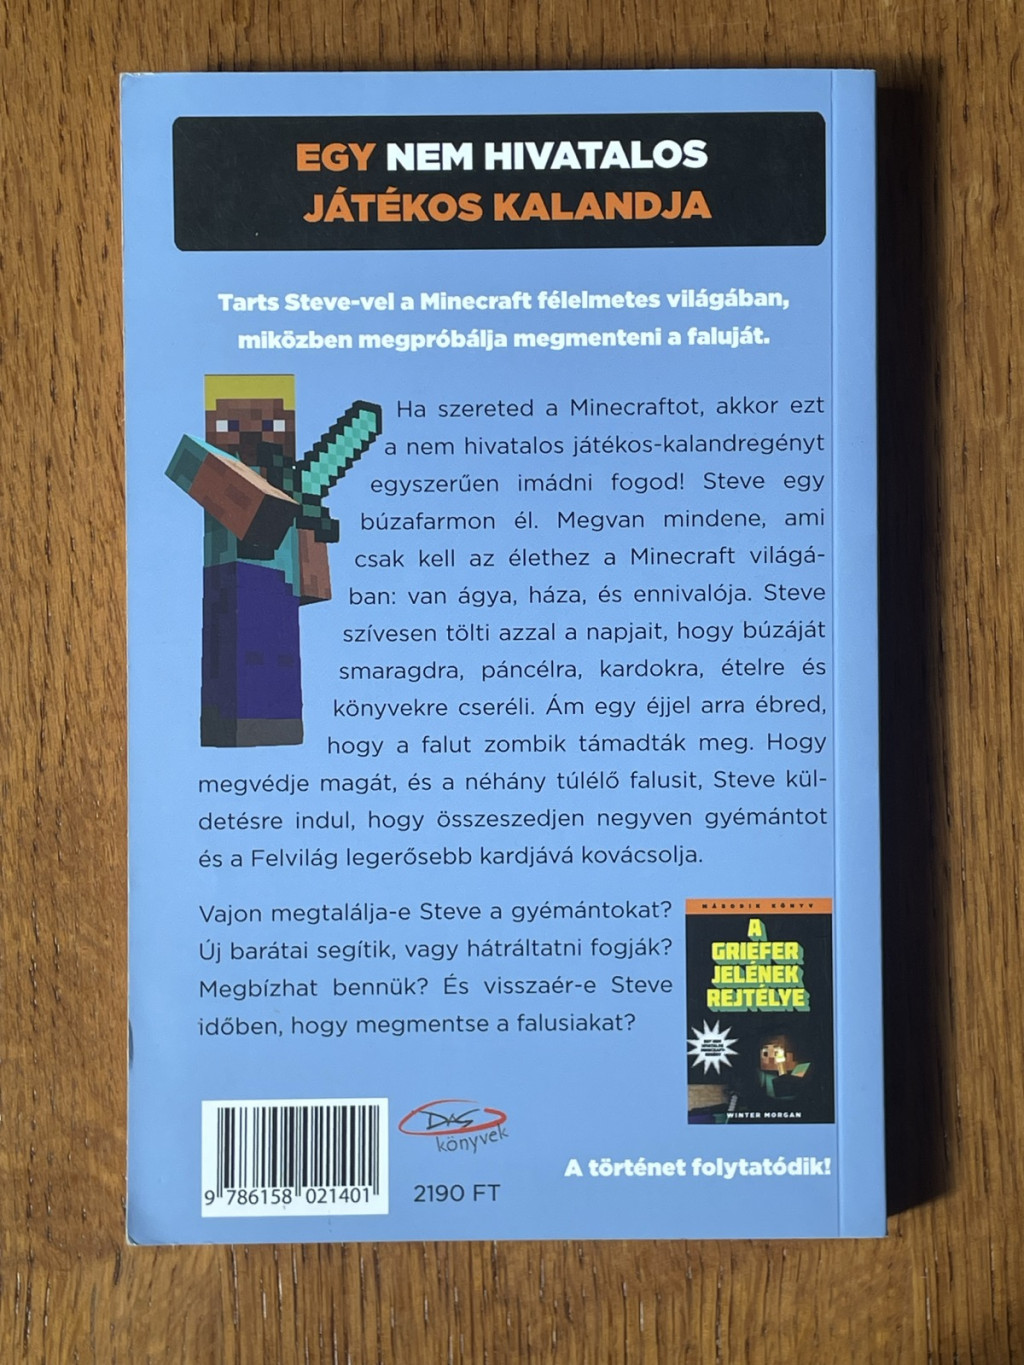 EGY NEM HIVATALOS
JÁTÉKOS KALANDJA
Tarts Steve-vel a Minecraft félelmetes világában,
miközben megpróbálja megmenteni a faluját.
Ha szereted a Minecraftot, akkor ezt
a nem hivatalos játékos-kalandregényt
egyszerűen imádni fogod! Steve egy
búzafarmon él. Megvan mindene, ami
csak kell az élethez a Minecraft világá-
ban: van ágya, háza, és ennivalója. Steve
szívesen tölti azzal a napjait, hogy búzáját
smaragdra, páncélra, kardokra, ételre és
könyvekre cseréli. Ám egy éjjel arra ébred,
hogy a falut zombik támadták meg. Hogy
megvédje magát, és a néhány túlélő falusit, Steve kül-
detésre indul, hogy összeszedjen negyven gyémántot
és a Felvilág legerősebb kardjává kovácsolja.
Vajon megtalálja-e Steve a gyémántokat?
Új barátai segítik, vagy hátráltatni fogják?
Megbízhat bennük? És visszaér-e Steve
időben, hogy megmentse a falusiakat?
MÁSODIK KÖNYV
A
GRIEFER
JELÉNEK
REJTÉLYE
WINTER MORGAN
A történet folytatódik!
DAS
könyvek
2190 FT
9 786158 021401